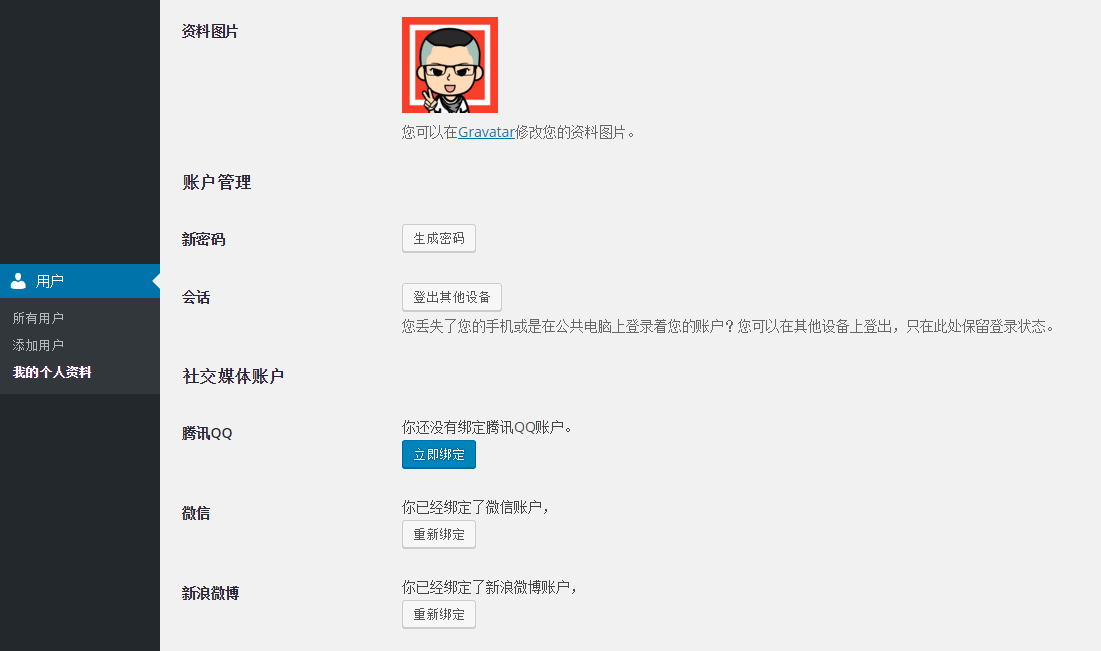 资料图片
您可以在Gravatar修改您的资料图片。
账户管理
新密码
生成密码
用户
会话
登出其他设备
所有用户
您丢失了您的手机或是在公共电脑上登录着您的账户？您可以在其他设备上登出，只在此处保留登录状态。
添加用户
我的个人资料
社交媒体账户
腾讯QQ
你还没有绑定腾讯QQ账户。
立即绑定
微信
你已经绑定了微信账户，
重新绑定
新浪微博
你已经绑定了新浪微博账户，
重新绑定